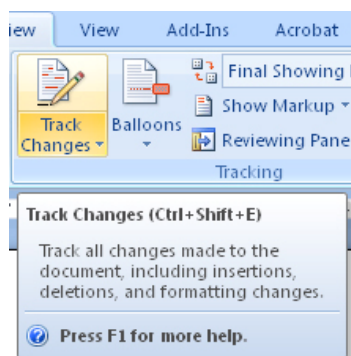 iew View Add-Ins Acrobat
Final Showing
Show Markup
Reviewing Pane
Track Changes
Balloons
Tracking
Track Changes (Ctrl+Shift+E)
Track all changes made to the
document, including insertions,
deletions, and formatting changes.
Press F1 for more help.